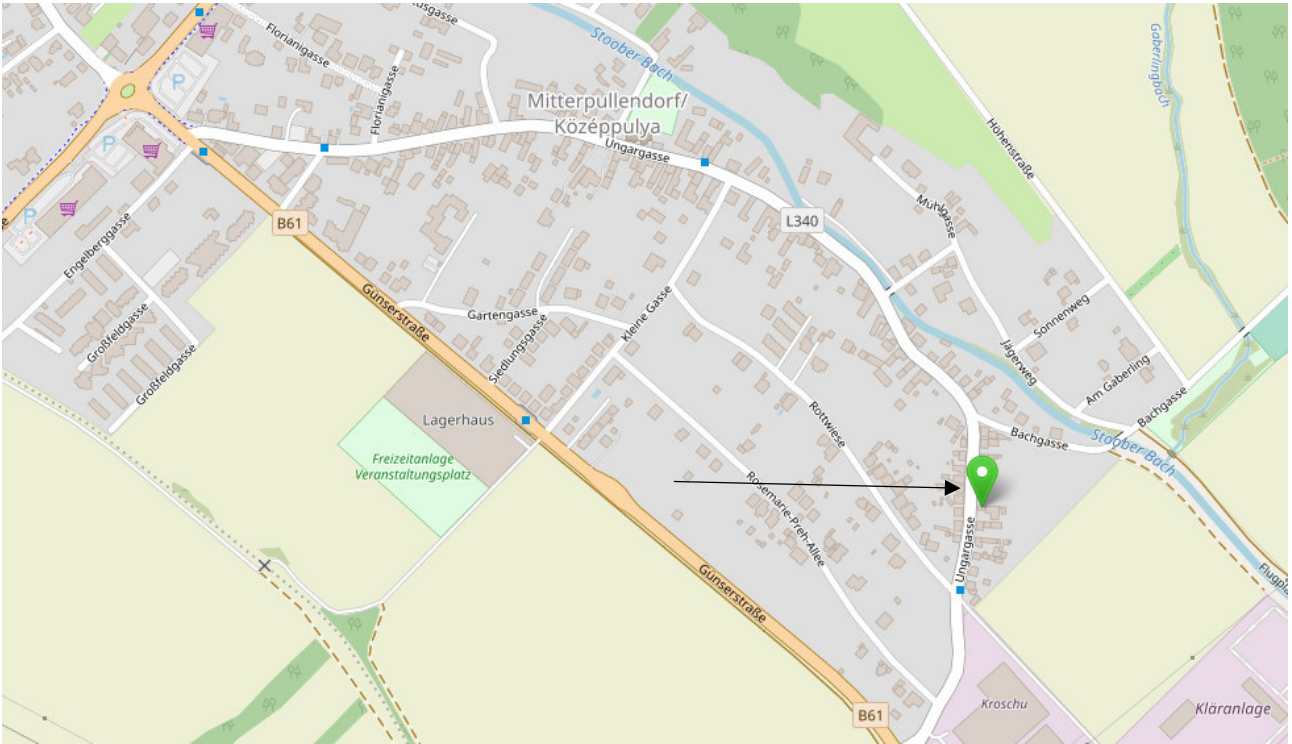 Florianigasse
Stoober Bach
Gaberlingbach
P
Florianigasse
Mitterpullendorf/
Középpulya
Höhenstraße
P
Ungargasse
Mühlgasse
P
L340
B61
Engelberggasse
Günserstraße
Gartengasse
Kleine Gasse
Sonnenweg
Großfeldgasse
Siedlungsgasse
Jägerweg
Am Gaberling
Großfeldgasse
Lagerhaus
Rottwiese
Bachgasse
Bachgasse
Stoober Bach
Freizeitanlage
Veranstaltungsplatz
Rosemarie-Preh-Allee
Ungargasse
Günserstraße
Kroschu
Kläranlage
B61